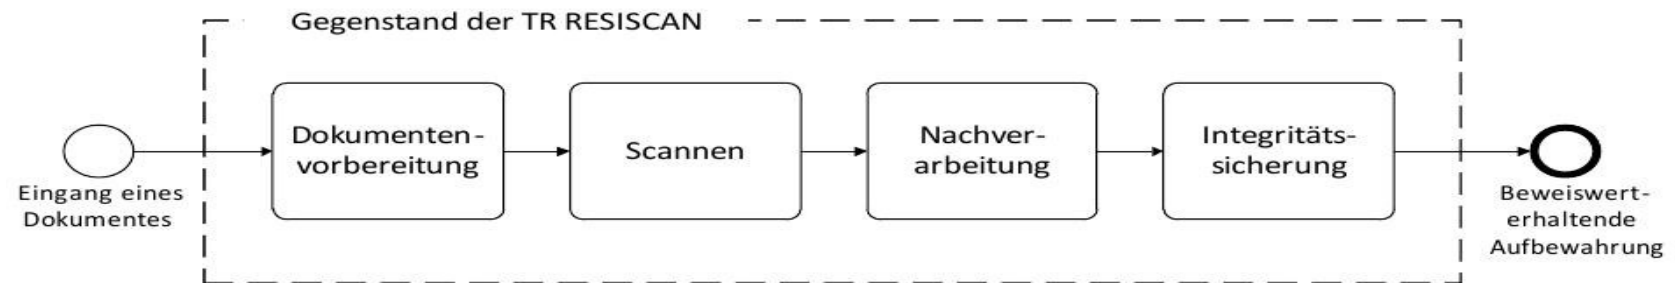 Gegenstand der TR RESISCAN
Eingang eines
Dokumentes
Dokumenten-
vorbereitung
Scannen
Nachver-
arbeitung
Integritäts-
sicherung
Beweiswert-
erhaltende
Aufbewahrung